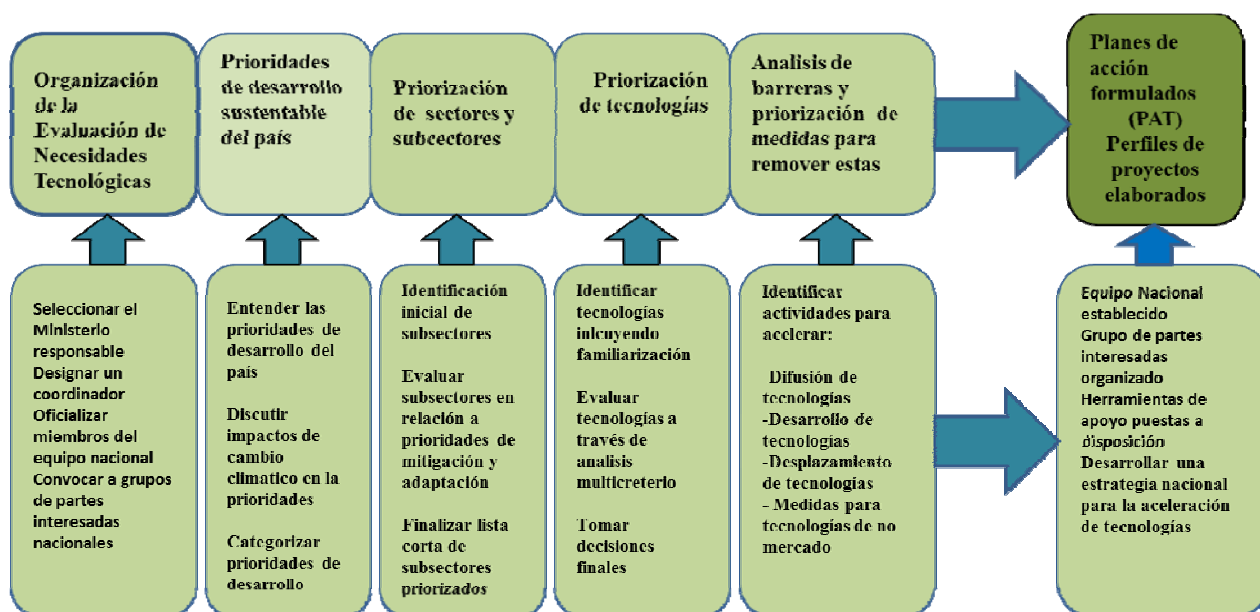 Organización
de la
Evaluación de
Necesidades
Tecnológicas
Prioridades
de desarrollo
sustentable
del país
Priorización
de sectores y
subcectores
Priorización
de tecnologías
Analisis de
barreras y
priorización de
medidas para
remover estas
Planes de
acción
formulados
(PAT)
Perfiles de
proyectos
elaborados
Seleccionar el
Ministerio
responsable
Designar un
coordinador
Oficializar
miembros del
equipo nacional
Convocar a grupos
de partes
interesadas
nacionales
Entender las
prioridades de
desarrollo del
país
Discutir
impactos de
cambio
climatico en la
prioridades
Categorizar
prioridades de
desarrollo
Identificación
inicial de
subsectores
Evaluar
subsectores en
relación a
prioridades de
mitigación y
adaptación
Finalizar lista
corta de
subsectores
priorizados
Identificar
tecnologías
inlcuyendo
familiarización
Evaluar
tecnologías a
través de
analisis
multicreterio
Tomar
decisiones
finales
Identificar
actividades para
acelerar:
- Difusión de
tecnologías
-Desarrollo de
tecnologías
-Desplazamiento
de tecnologías
- Medidas para
tecnologías de no
mercado
Equipo Nacional
establecido
Grupo de partes
interesadas
organizado
Herramientas de
apoyo puestas a
disposición
Desarrollar una
estrategia nacional
para la aceleración
de tecnologías